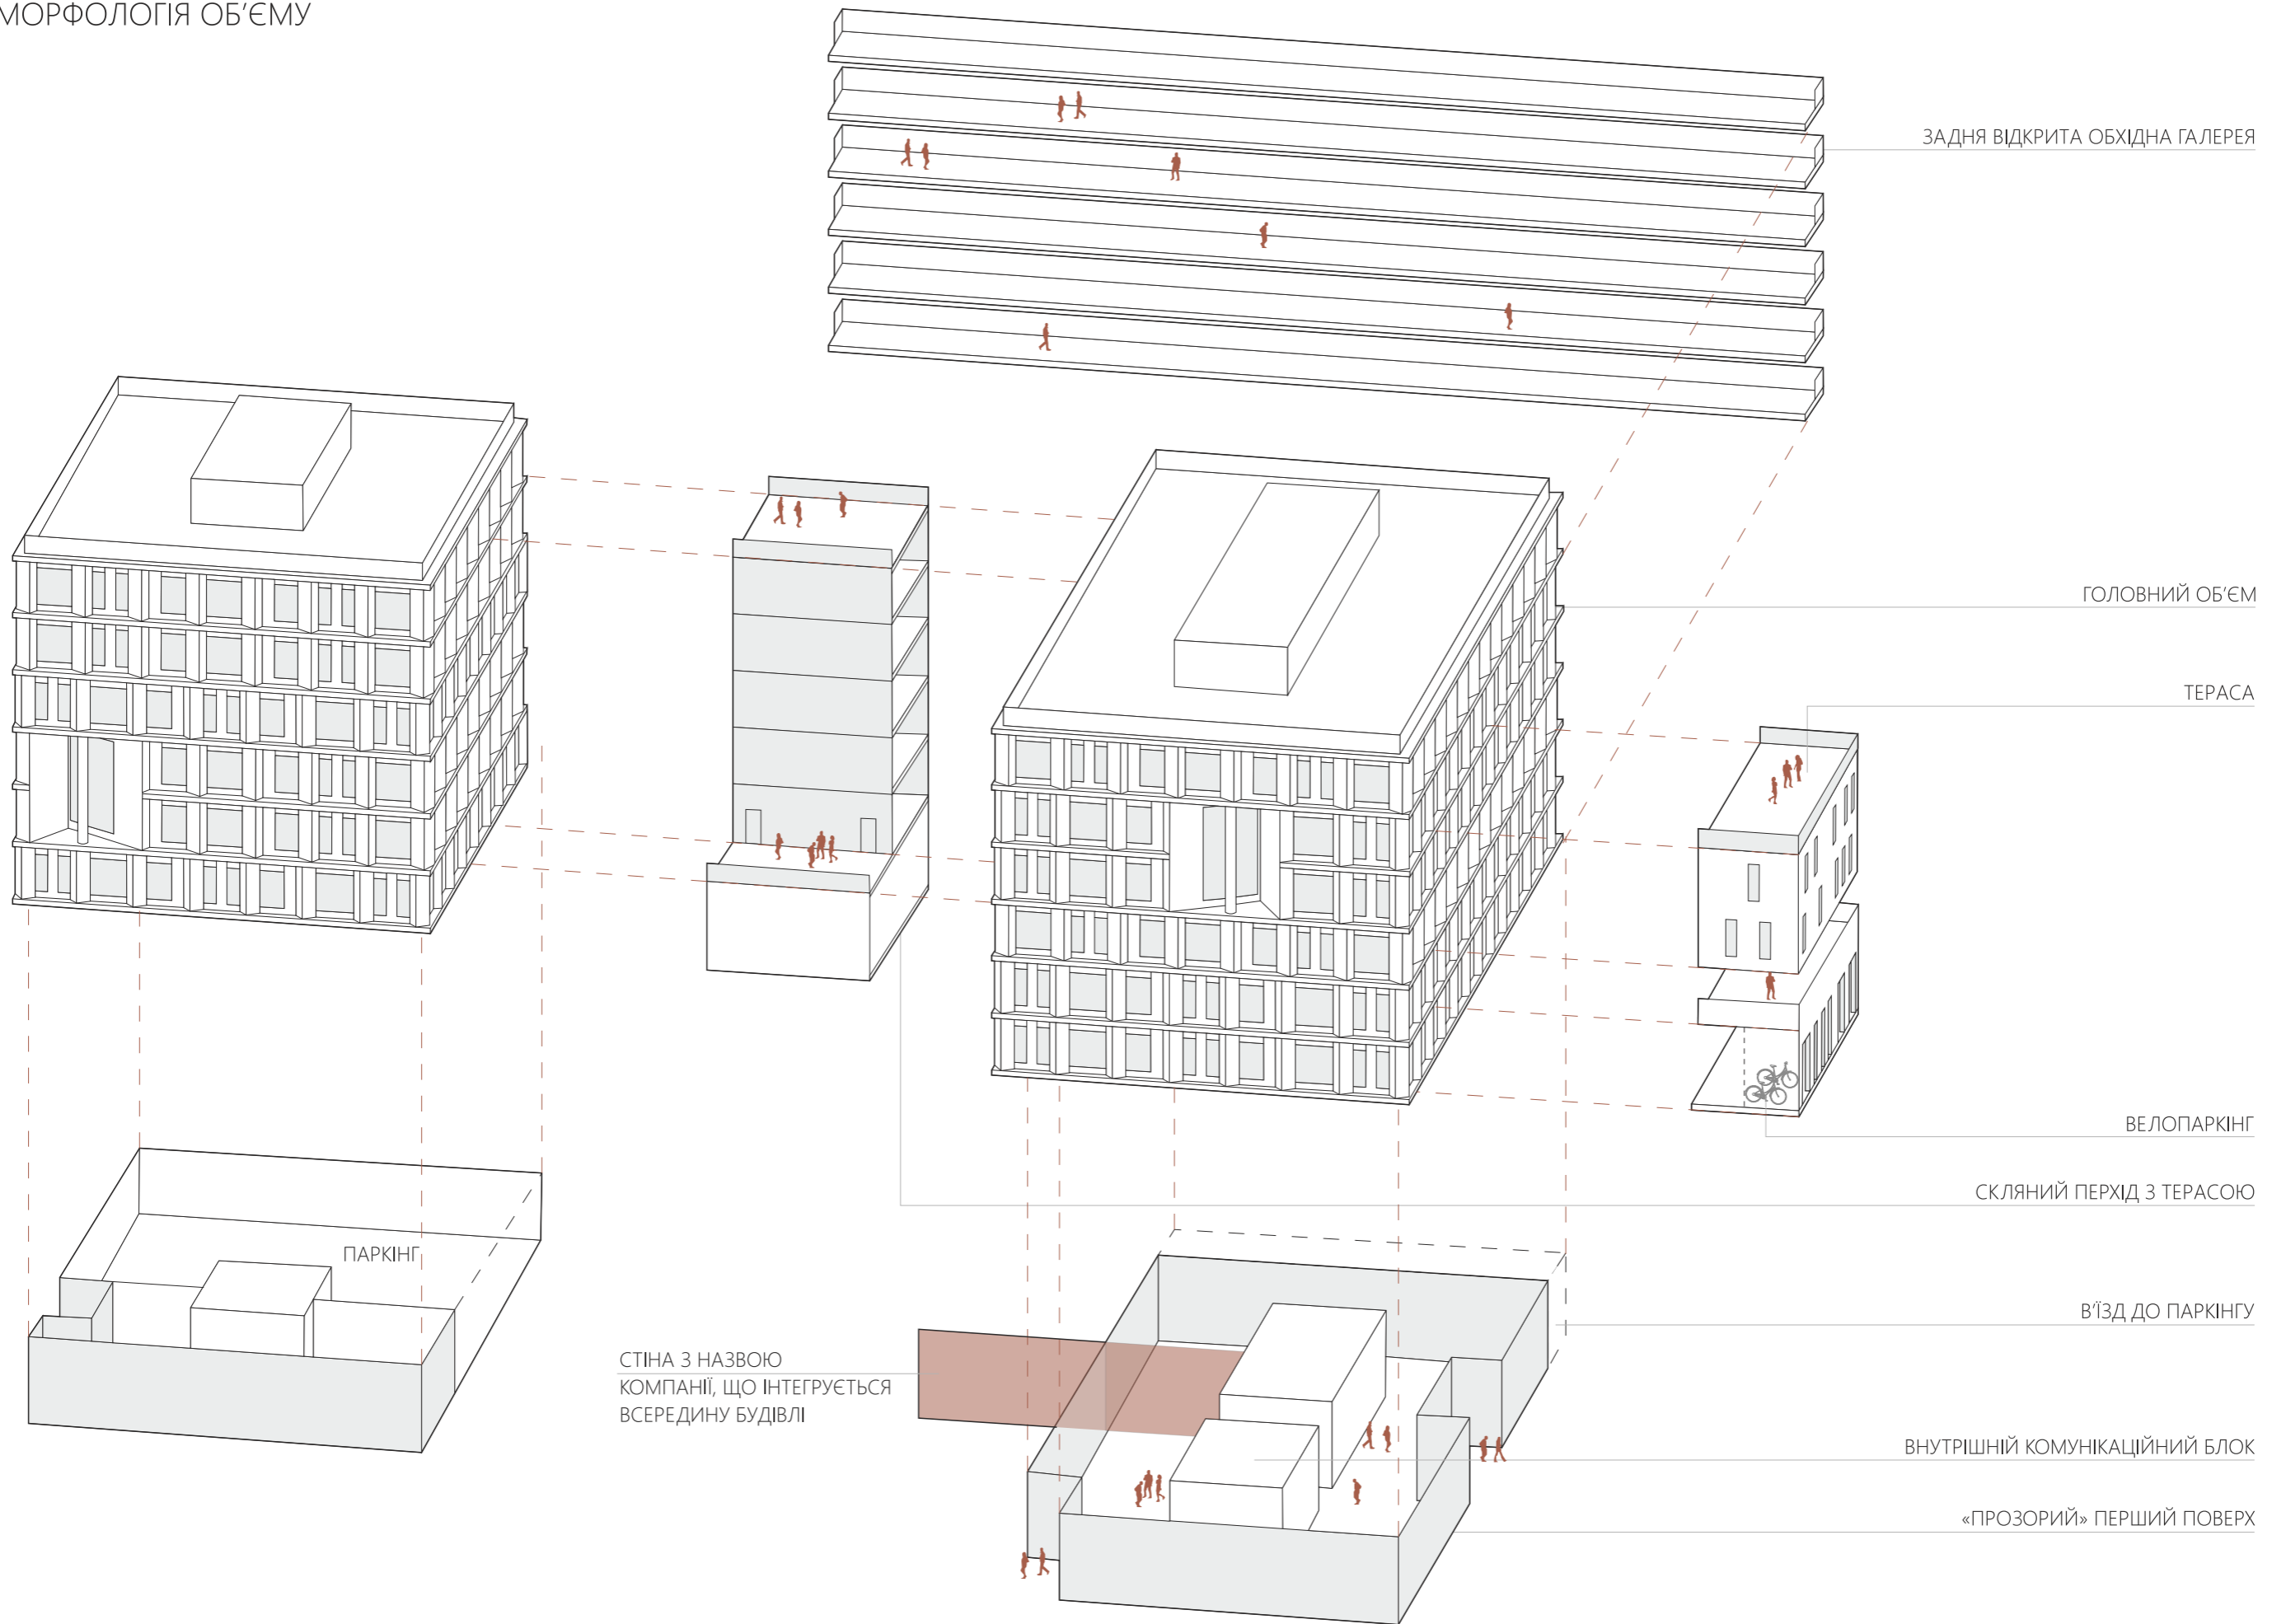 МОРФОЛОГІЯ ОБ'ЄМУ
ЗАДНЯ ВІДКРИТА ОБХІДНА ГАЛЕРЕЯ
ГОЛОВНИЙ ОБ'ЄМ
ТЕРАСА
ВЕЛОПАРКІНГ
СКЛЯНИЙ ПЕРХІД З ТЕРАСОЮ
ПАРКІНГ
В'ЇЗД ДО ПАРКІНГУ
СТІНА З НАЗВОЮ
КОМПАНІЇ, ЩО ІНТЕГРУЄТЬСЯ
ВСЕРЕДИНУ БУДІВЛІ
ВНУТРІШНІЙ КОМУНІКАЦІЙНИЙ БЛОК
«ПРОЗОРИЙ» ПЕРШИЙ ПОВЕРХ